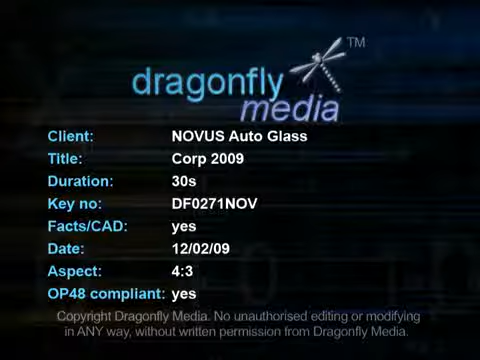 dragonfly TM
media
Client: NOVUS Auto Glass
Title: Corp 2009
Duration: 30s
Key no: DF0271NOV
Facts/CAD: yes
Date: 12/02/09
Aspect: 4:3
OP48 compliant: yes
Copyright Dragonfly Media. No unauthorised editing or modifying
in ANY way, without written permission from Dragonfly Media.